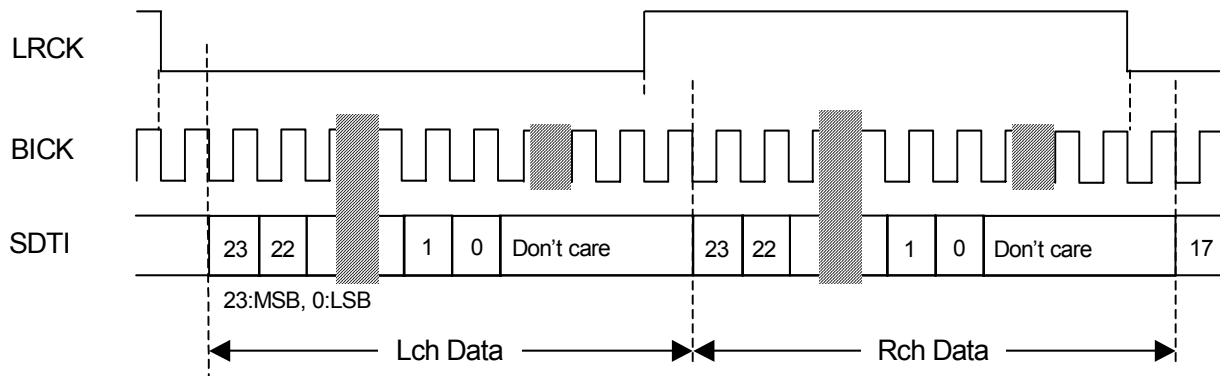 LRCK
BICK
SDTI
23 22 1 0 Don't care 23 22 1 0 Don't care 17
23:MSB, 0:LSB
Lch Data Rch Data